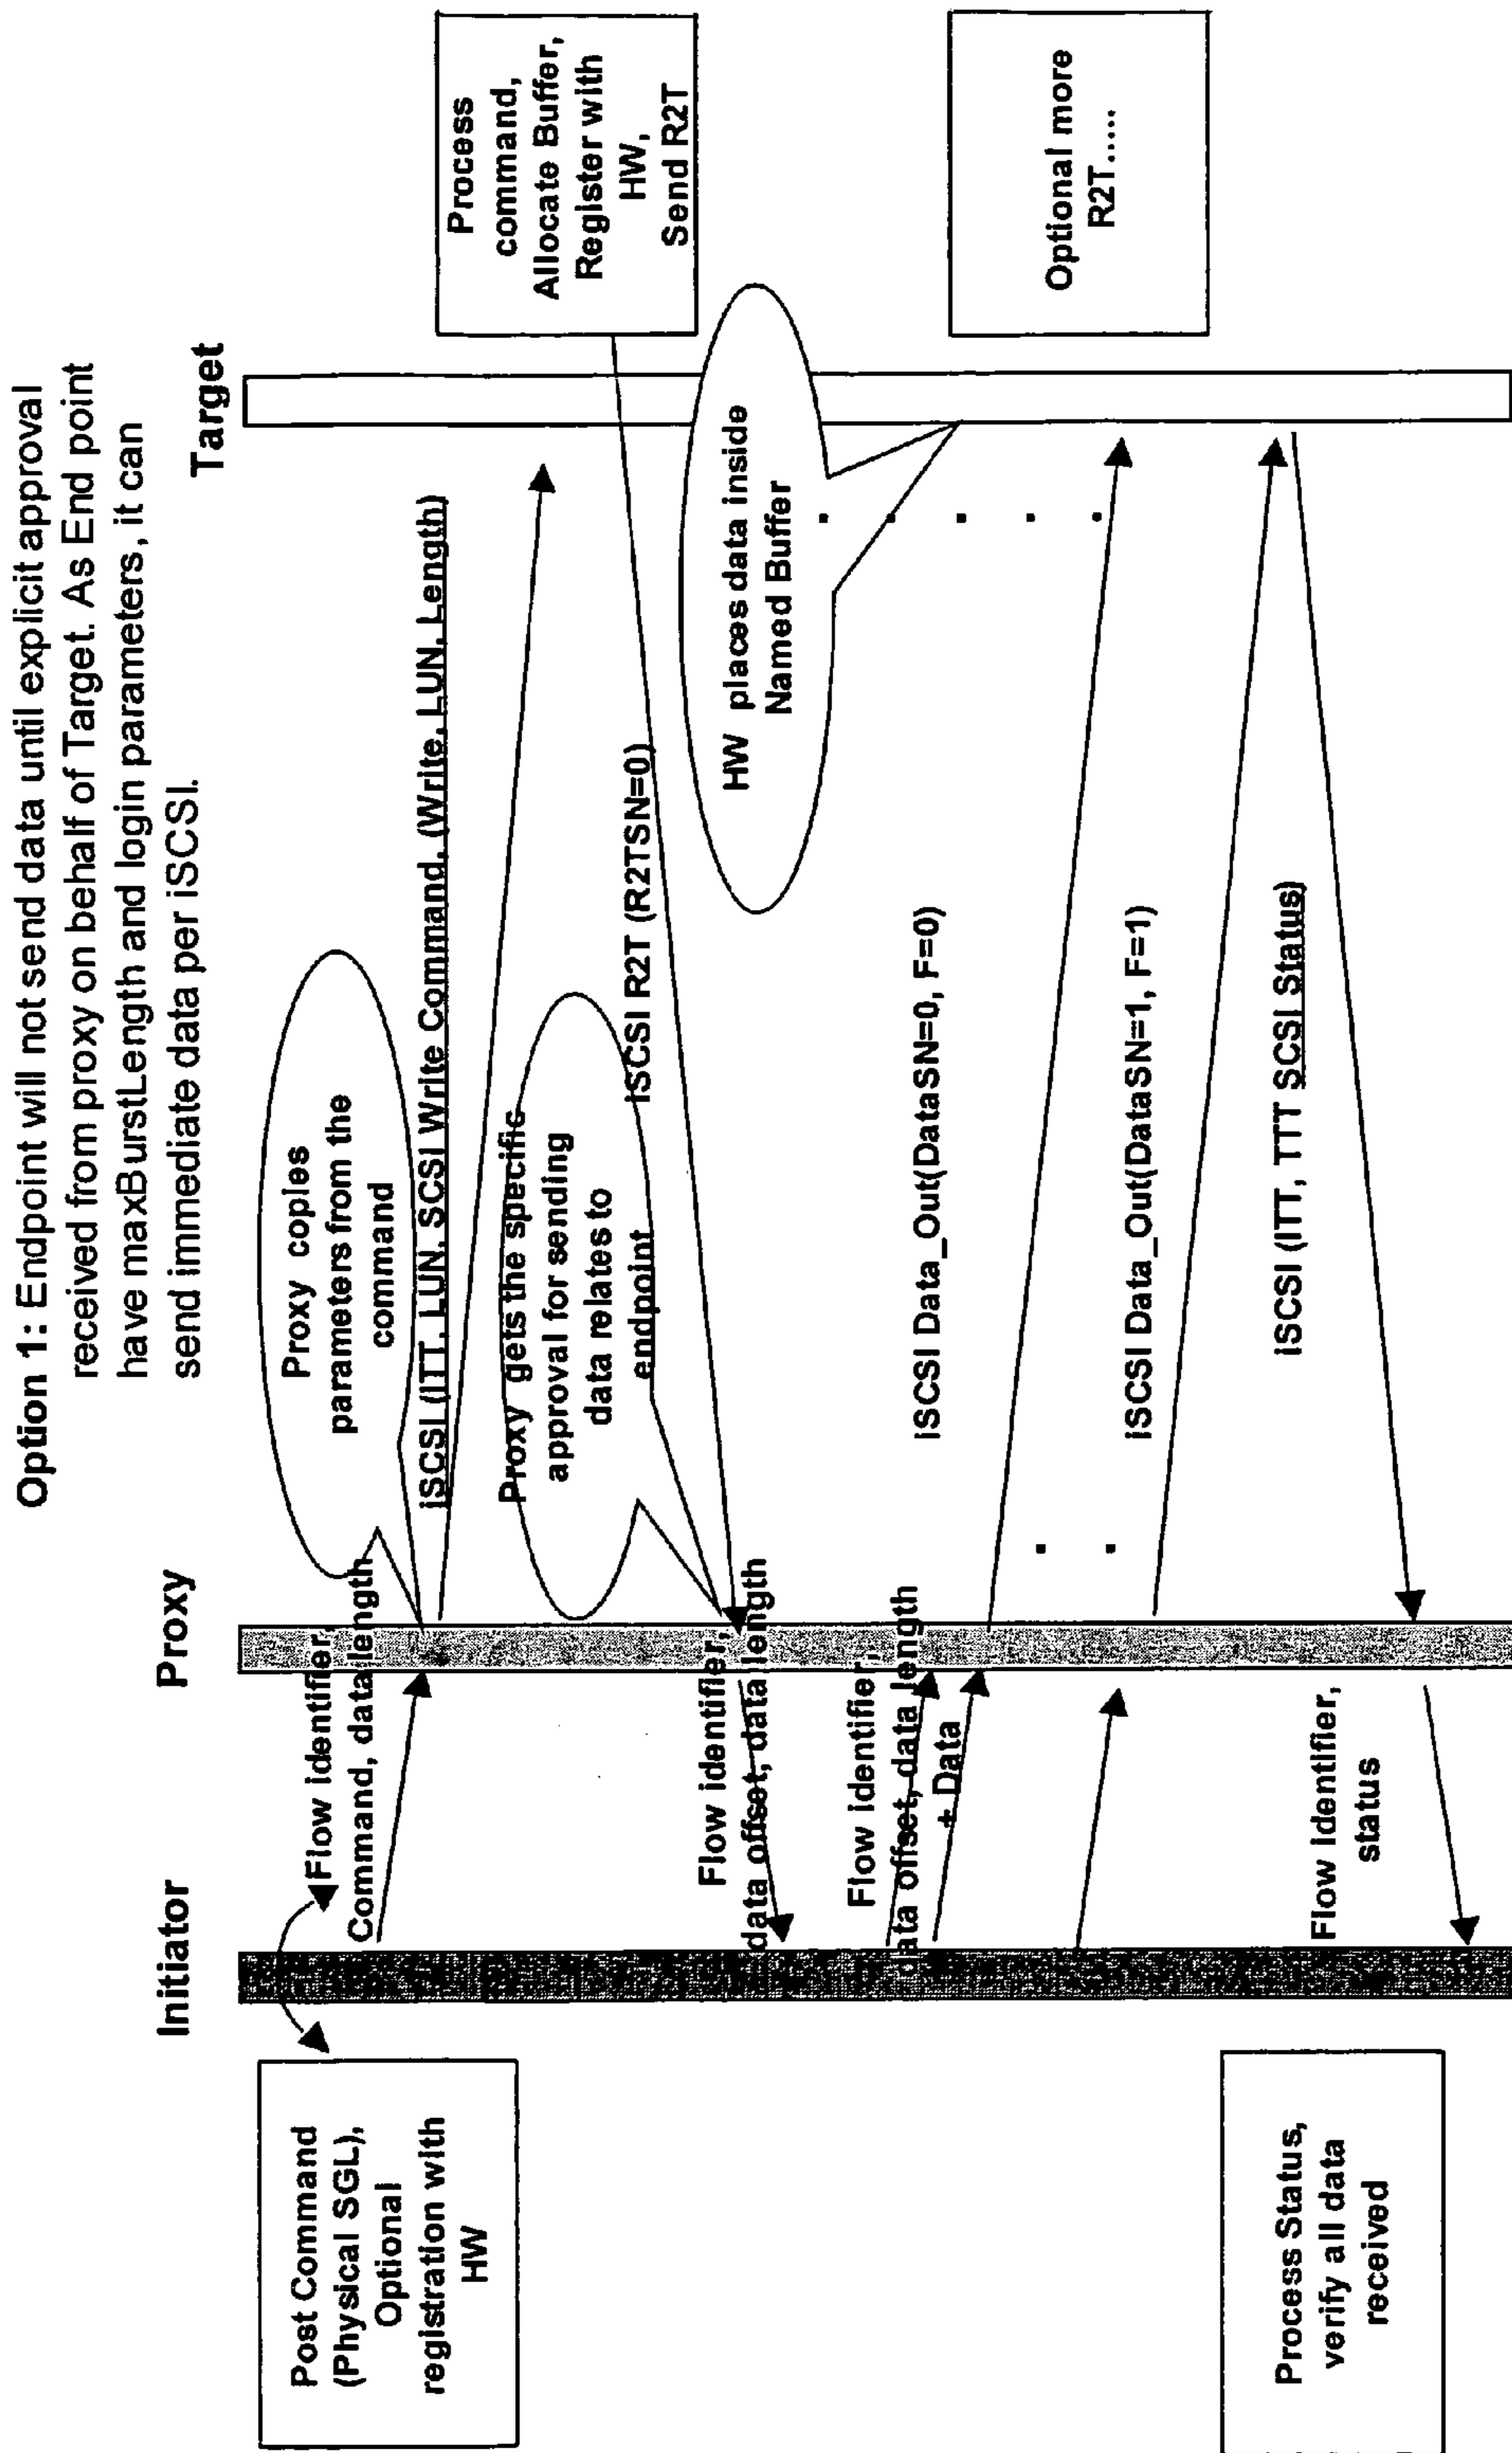 Option 1: Endpoint will not send data until explicit approval
received from proxy on behalf of Target. As End point
have maxBurstLength and login parameters, it can
send immediate data per iSCSI.
Initiator
Proxy
Target
Post Command
(Physical SGL),
Optional
registration with
HW
Flow identifier,
Command, data length
Proxy copies
parameters from the
command
iSCSI (ITT, LUN, SCSI Write Command, (Write, LUN, Length)
Process
command,
Allocate Buffer,
Register with
HW,
Send R2T
Proxy gets the specific
approval for sending
data relates to
endpoint
iSCSI R2T (R2TSN=0)
Flow identifier,
data offset, data length
HW places data inside
Named Buffer
Flow identifier,
data offset, data length
+ Data
iSCSI Data_Out(DataSN=0, F=0)
Optional more
R2T.....
iSCSI Data_Out(DataSN=1, F=1)
iSCSI (ITT, TTT SCSI Status)
Flow identifier,
status
Process Status,
verify all data
received